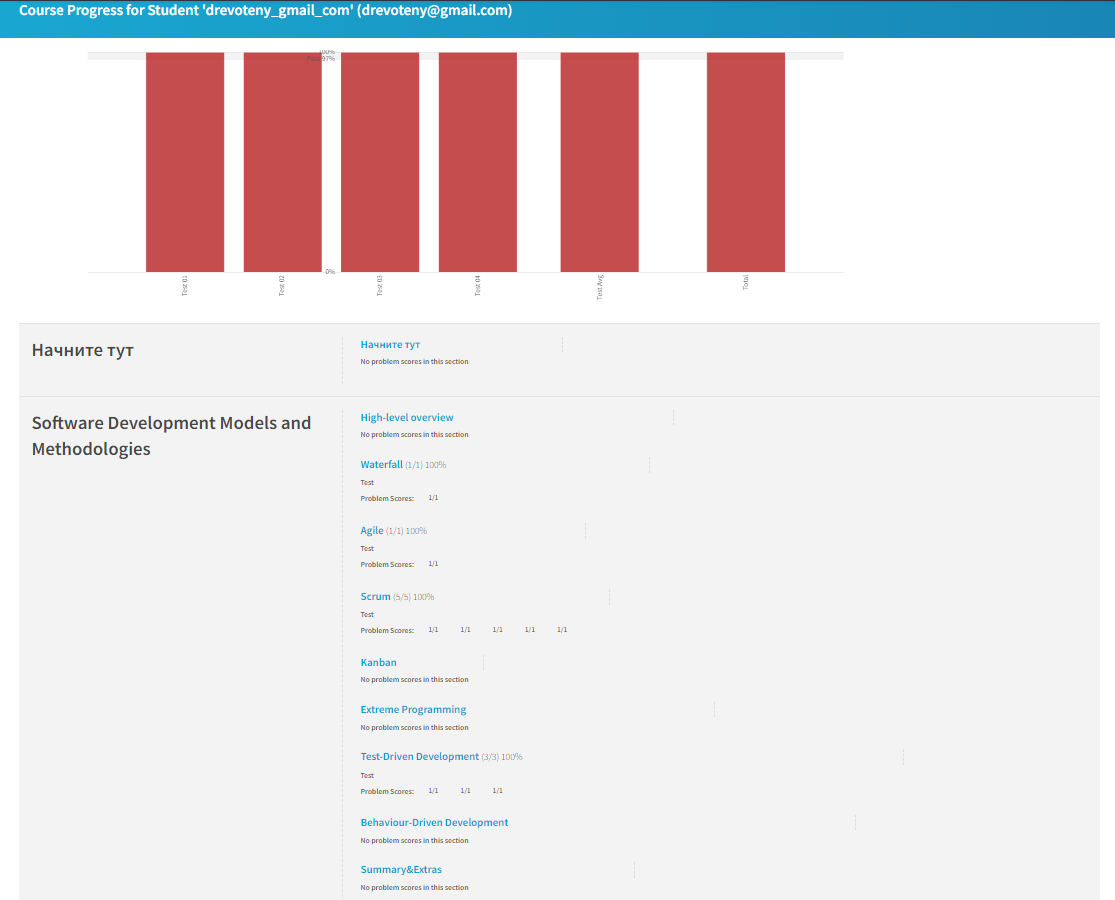 Course Progress for Student 'drevoteny_gmail_com' (drevoteny@gmail.com)
100%
Pass 97%
0%
Test 01
Test 02
Test 03
Test 04
Test Avg
Total
Начните тут
Начните тут
No problem scores in this section
Software Development Models and
Methodologies
High-level overview
No problem scores in this section
Waterfall (1/1) 100%
Test
Problem Scores: 1/1
Agile (1/1) 100%
Test
Problem Scores: 1/1
Scrum (5/5) 100%
Test
Problem Scores: 1/1 1/1 1/1 1/1 1/1
Kanban
No problem scores in this section
Extreme Programming
No problem scores in this section
Test-Driven Development (3/3) 100%
Test
Problem Scores: 1/1 1/1 1/1
Behaviour-Driven Development
No problem scores in this section
Summary&Extras
No problem scores in this section